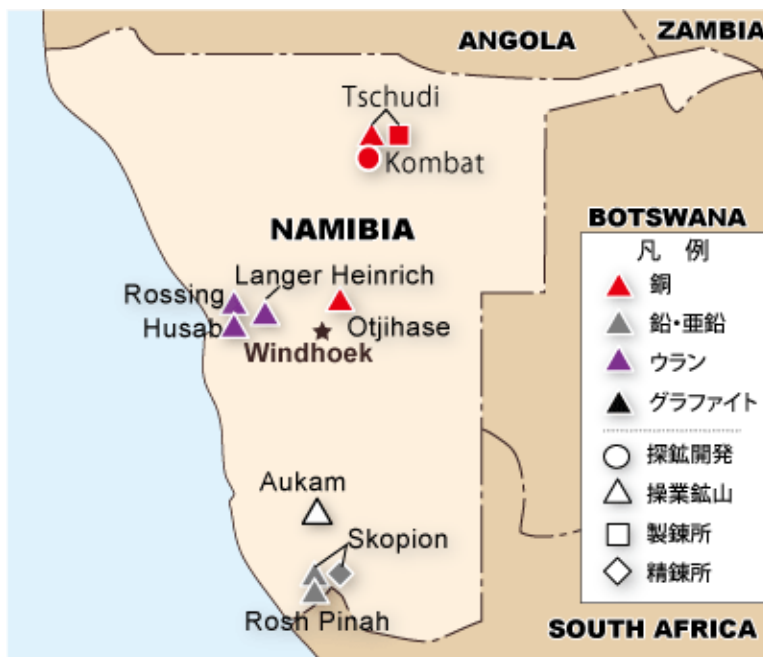 ANGOLA
ZAMBIA
Tschudi
Kombat
NAMIBIA
BOTSWANA
Langer Heinrich
Rossing
Husab
Otjihase
Windhoek
Aukam
Skopion
Rosh Pinah
SOUTH AFRICA
凡 例
銅
鉛・亜鉛
ウラン
グラファイト
探鉱開発
操業鉱山
製錬所
精錬所